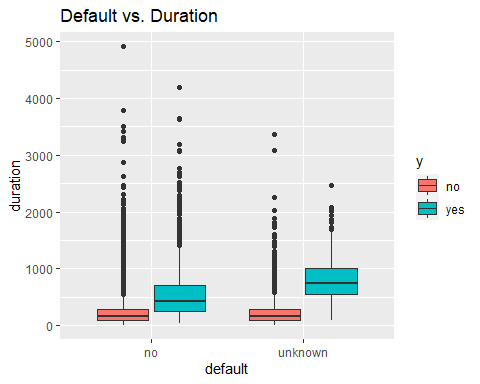 Default vs. Duration
5000
4000
3000
2000
1000
0
duration
no
unknown
default
y
no
yes